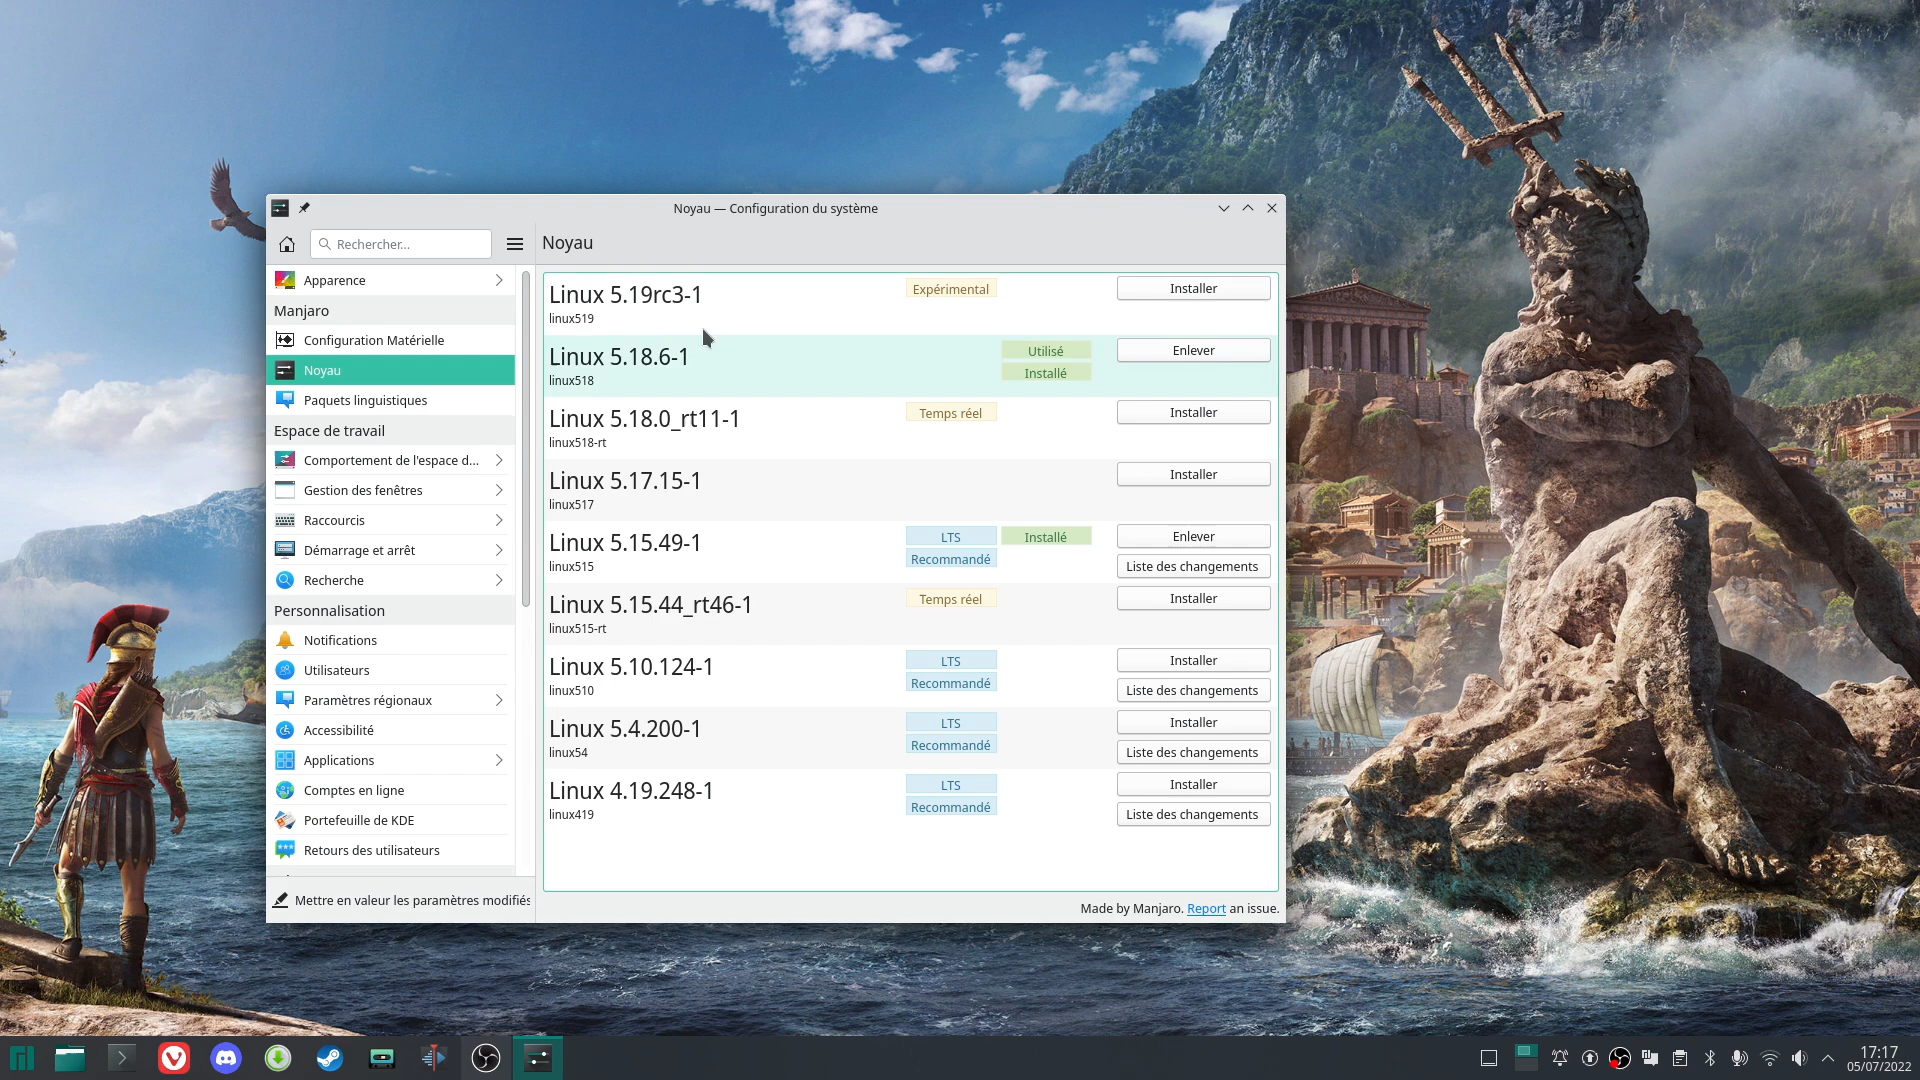 Noyau — Configuration du système
Rechercher...
Noyau
Apparence
Manjaro
Configuration Matérielle
Noyau
Paquets linguistiques
Espace de travail
Comportement de l'espace d...
Gestion des fenêtres
Raccourcis
Démarrage et arrêt
Recherche
Personnalisation
Notifications
Utilisateurs
Paramètres régionaux
Accessibilité
Applications
Comptes en ligne
Portefeuille de KDE
Retours des utilisateurs
Mettre en valeur les paramètres modifiés
Linux 5.19rc3-1
linux519
Expérimental
Installer
Linux 5.18.6-1
linux518
Utilisé
Installé
Enlever
Linux 5.18.0_rt11-1
linux518-rt
Temps réel
Installer
Linux 5.17.15-1
linux517
Installer
Linux 5.15.49-1
linux515
LTS
Recommandé
Installé
Enlever
Liste des changements
Linux 5.15.44_rt46-1
linux515-rt
Temps réel
Installer
Linux 5.10.124-1
linux510
LTS
Recommandé
Installer
Liste des changements
Linux 5.4.200-1
linux54
LTS
Recommandé
Installer
Liste des changements
Linux 4.19.248-1
linux419
LTS
Recommandé
Installer
Liste des changements
Made by Manjaro. Report an issue.
17:17
05/07/2022